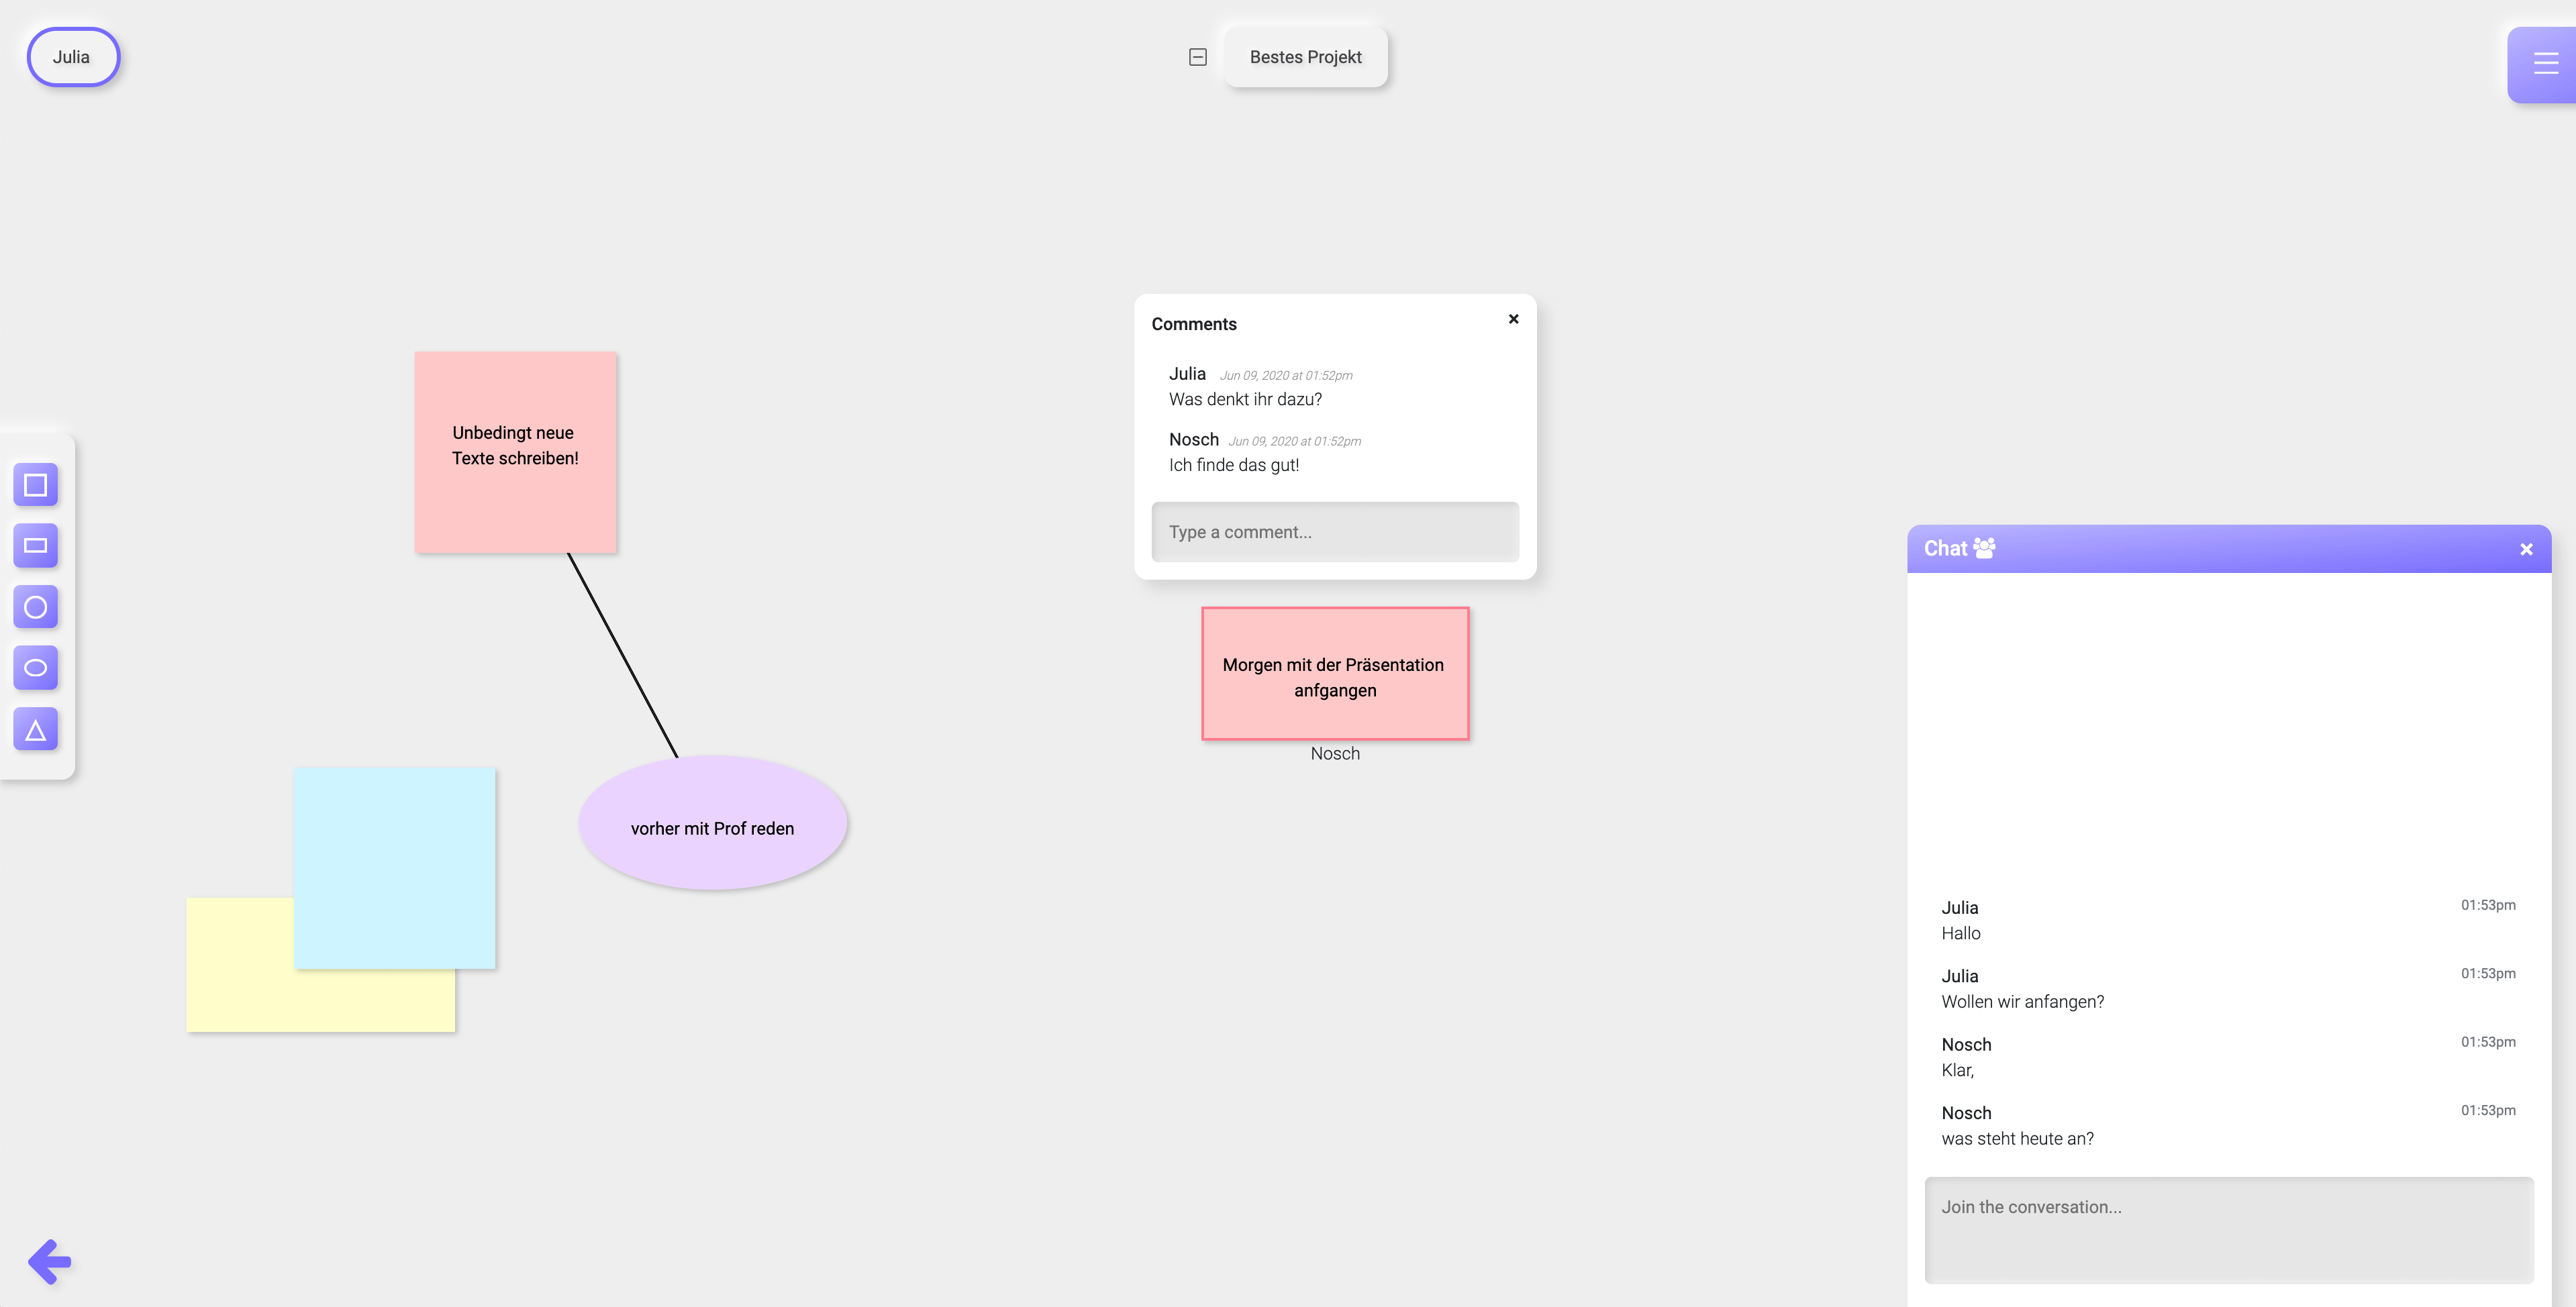 Julia
Bestes Projekt
Unbedingt neue
Texte schreiben!
vorher mit Prof reden
Comments
Julia Jun 09, 2020 at 01:52pm
Was denkt ihr dazu?
Nosch Jun 09, 2020 at 01:52pm
Ich finde das gut!
Type a comment...
Morgen mit der Präsentation
anfgangen
Nosch
Chat
Julia 01:53pm
Hallo
Julia 01:53pm
Wollen wir anfangen?
Nosch 01:53pm
Klar,
Nosch 01:53pm
was steht heute an?
Join the conversation...